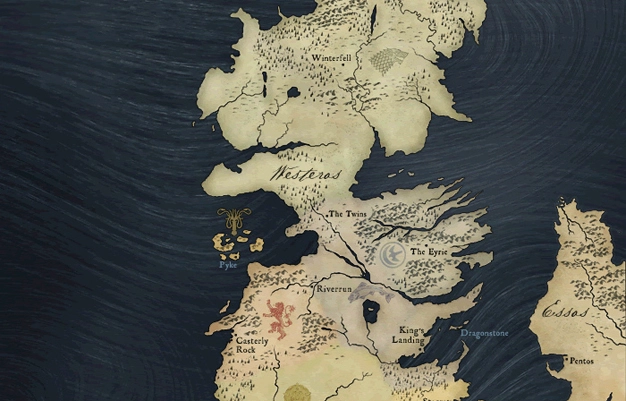 Winterfell
Westeros
The Twins
The Eyrie
Pyke
Riverrun
King's
Landing
Dragonstone
Casterly
Rock
Essos
Pentos